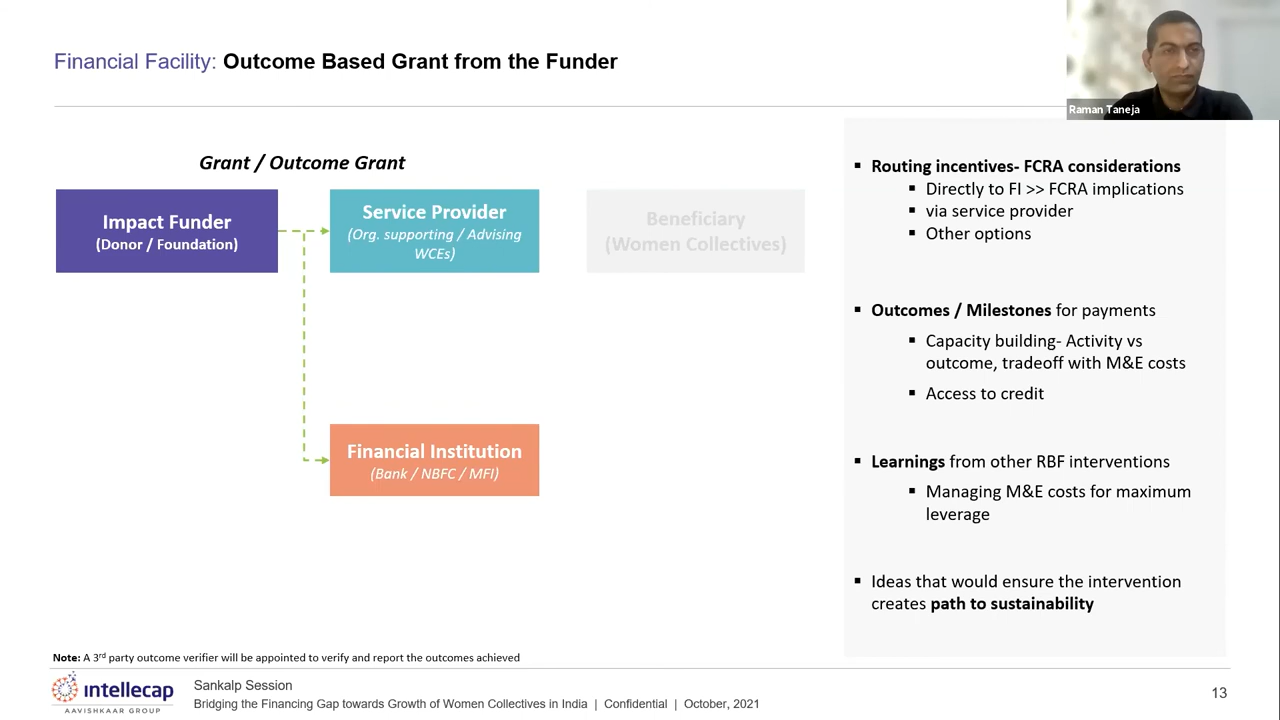 Financial Facility: Outcome Based Grant from the Funder
Raman Taneja
Grant / Outcome Grant
Impact Funder
(Donor / Foundation)
Service Provider
(Org. supporting / Advising
WCEs)
Beneficiary
(Women Collectives)
Financial Institution
(Bank / NBFC / MFI)
▪ Routing incentives- FCRA considerations
▪ Directly to FI >> FCRA implications
▪ via service provider
▪ Other options
▪ Outcomes / Milestones for payments
▪ Capacity building- Activity vs
outcome, tradeoff with M&E costs
▪ Access to credit
▪ Learnings from other RBF interventions
▪ Managing M&E costs for maximum
leverage
▪ Ideas that would ensure the intervention
creates path to sustainability
Note: A 3rd party outcome verifier will be appointed to verify and report the outcomes achieved
intellecap
AAVISHKAAR GROUP
Sankalp Session
Bridging the Financing Gap towards Growth of Women Collectives in India | Confidential | October, 2021
13